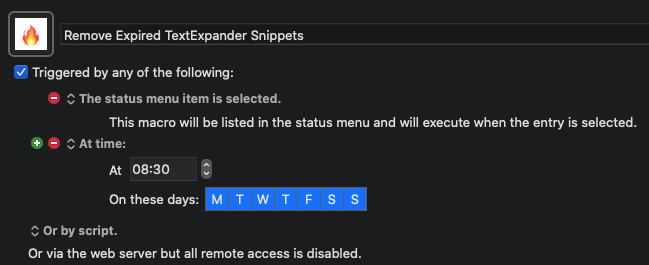 Remove Expired TextExpander Snippets
Triggered by any of the following:
The status menu item is selected.
This macro will be listed in the status menu and will execute when the entry is selected.
At time:
At 08:30
On these days: M T W T F S S
Or by script.
Or via the web server but all remote access is disabled.